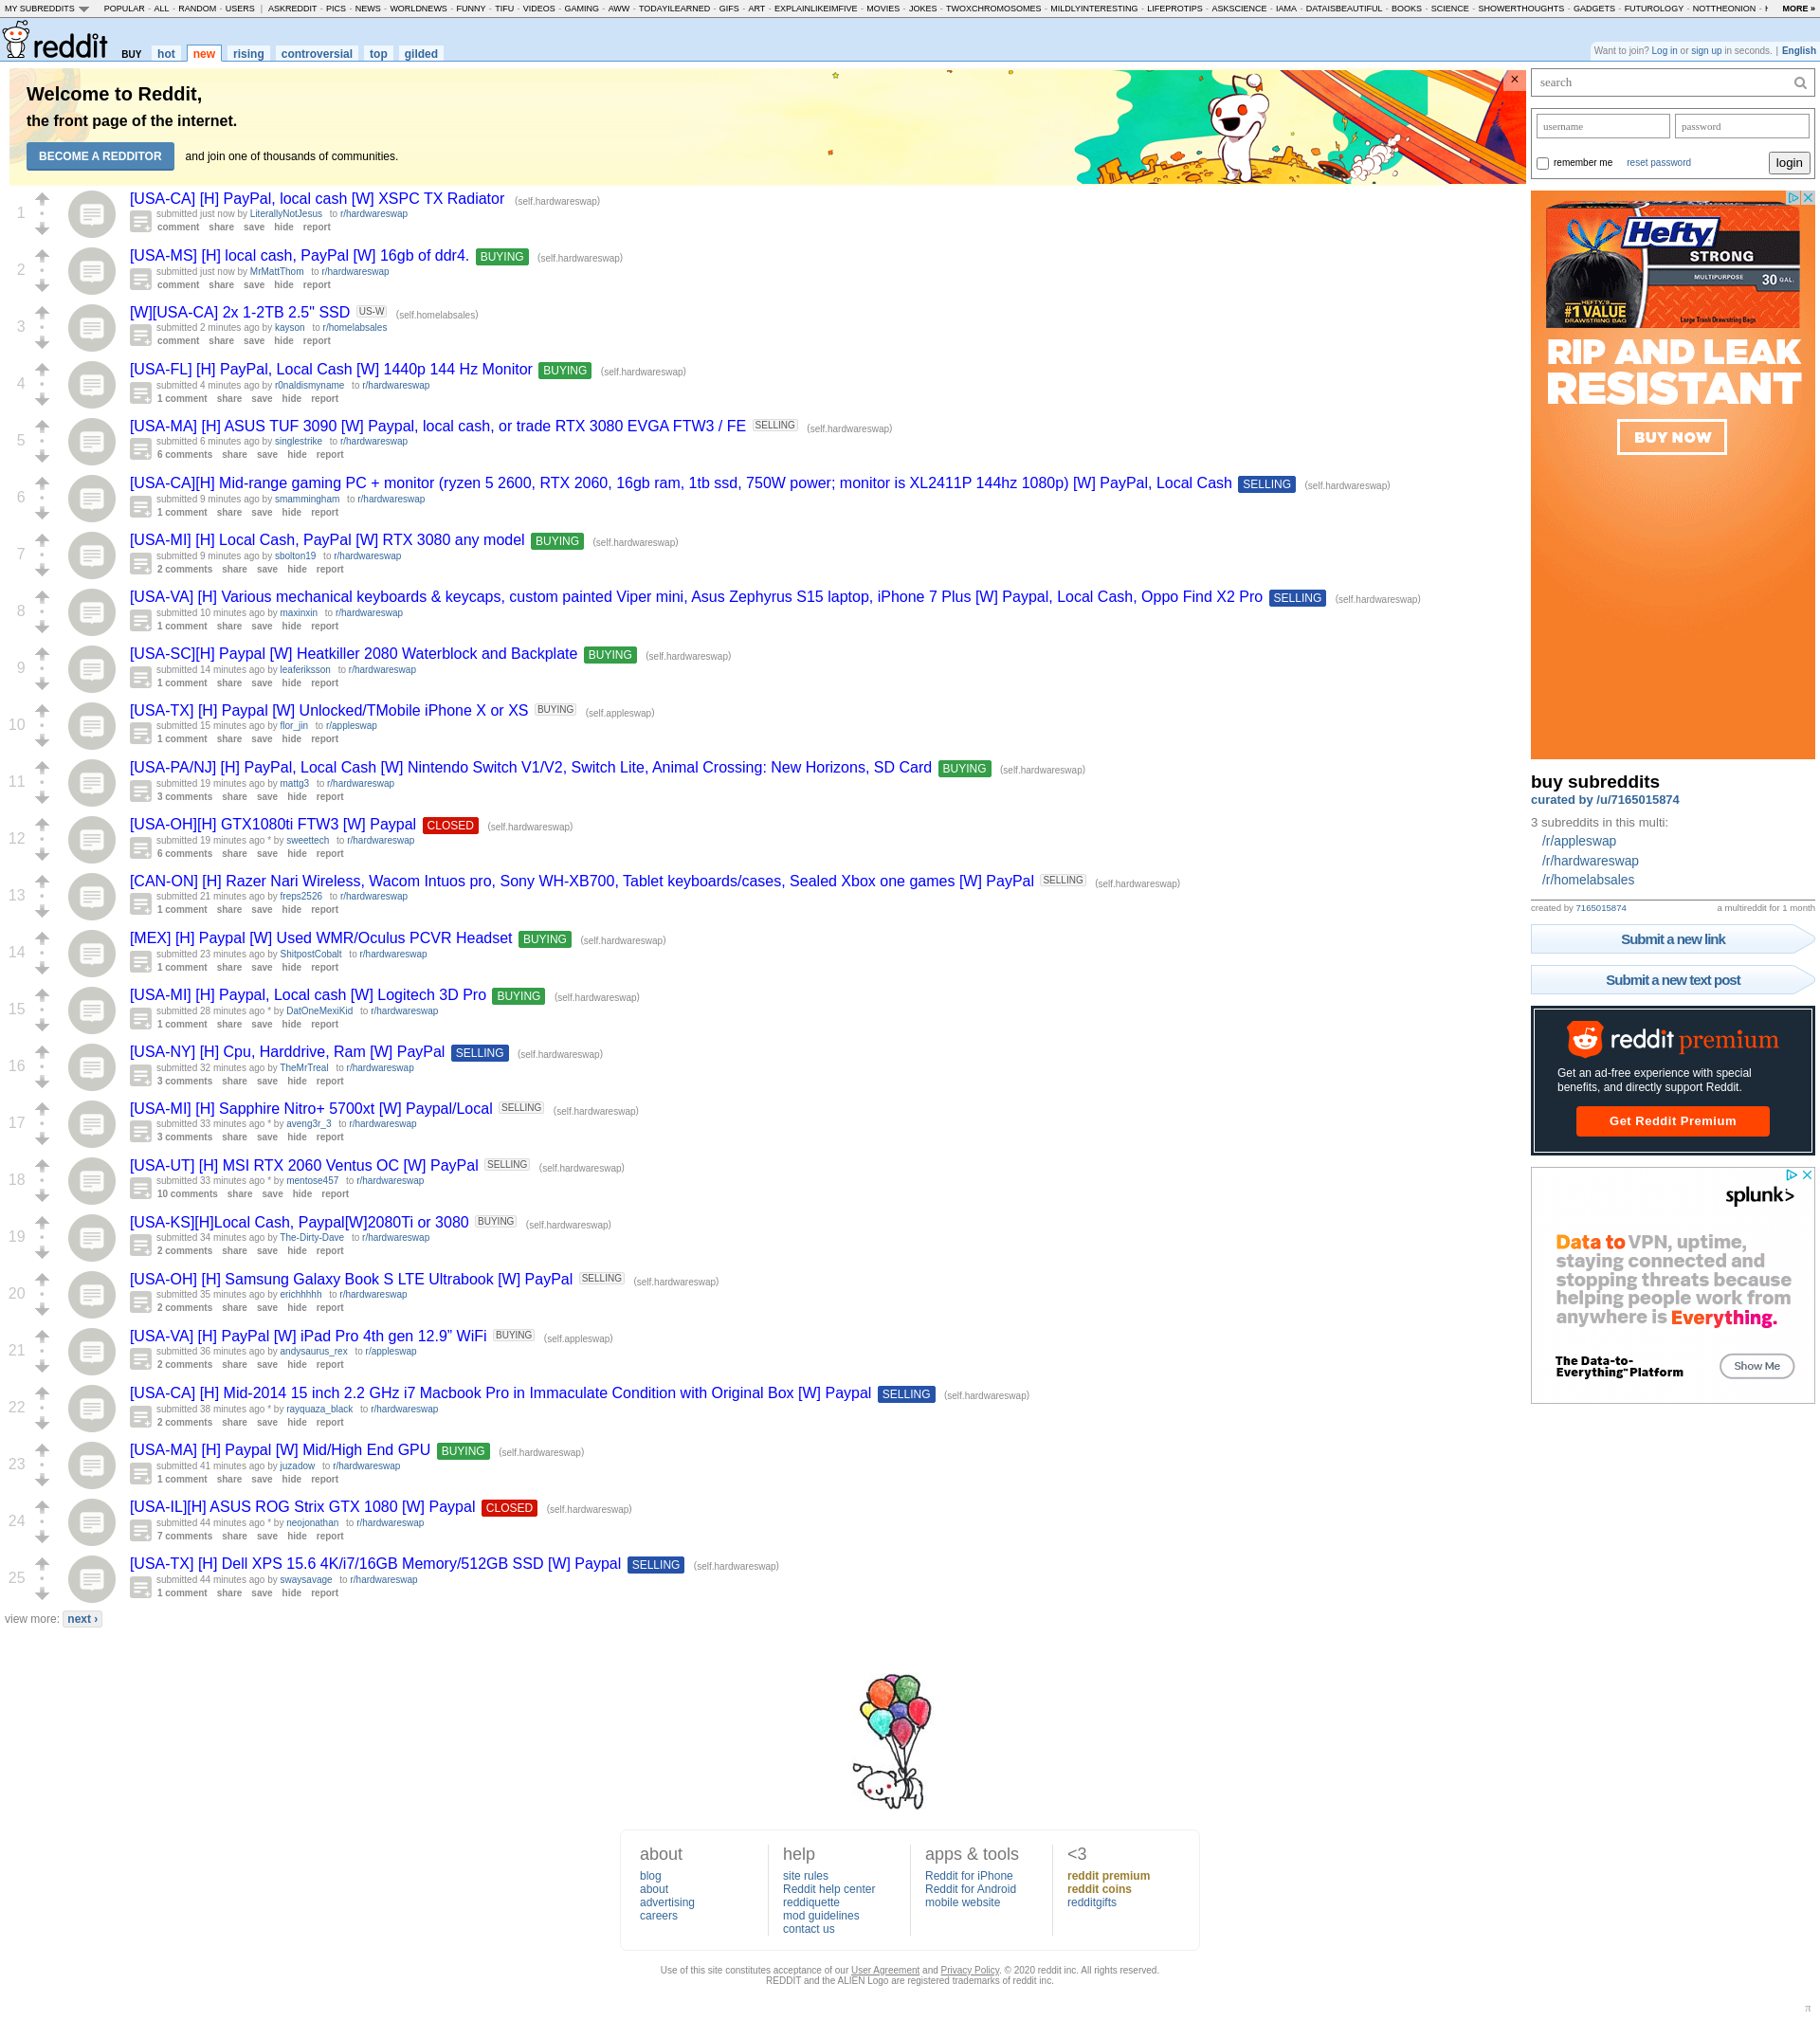 MY SUBREDDITS POPULAR - ALL - RANDOM - USERS | ASKREDDIT - PICS - NEWS - WORLDNEWS - FUNNY - TIFU - VIDEOS - GAMING - AWW - TODAYILEARNED - GIFS - ART - EXPLAINLIKEIMFIVE - MOVIES - JOKES - TWOXCHROMOSOMES - MILDLYINTERESTING - LIFEPROTIPS - ASKSCIENCE - IAMA - DATAISBEAUTIFUL - BOOKS - SCIENCE - SHOWERTHOUGHTS - GADGETS - FUTUROLOGY - NOTTHEONION - MORE »
reddit BUY hot new rising controversial top gilded
Want to join? Log in or sign up in seconds. | English
Welcome to Reddit,
the front page of the internet.
BECOME A REDDITOR and join one of thousands of communities.
×
1
[USA-CA] [H] PayPal, local cash [W] XSPC TX Radiator (self.hardwareswap)
submitted just now by LiterallyNotJesus to r/hardwareswap
comment share save hide report
2
[USA-MS] [H] local cash, PayPal [W] 16gb of ddr4. BUYING (self.hardwareswap)
submitted just now by MrMattThom to r/hardwareswap
comment share save hide report
3
[W][USA-CA] 2x 1-2TB 2.5" SSD US-W (self.homelabsales)
submitted 2 minutes ago by kayson to r/homelabsales
comment share save hide report
4
[USA-FL] [H] PayPal, Local Cash [W] 1440p 144 Hz Monitor BUYING (self.hardwareswap)
submitted 4 minutes ago by r0naldismyname to r/hardwareswap
1 comment share save hide report
5
[USA-MA] [H] ASUS TUF 3090 [W] Paypal, local cash, or trade RTX 3080 EVGA FTW3 / FE SELLING (self.hardwareswap)
submitted 6 minutes ago by singlestrike to r/hardwareswap
6 comments share save hide report
6
[USA-CA][H] Mid-range gaming PC + monitor (ryzen 5 2600, RTX 2060, 16gb ram, 1tb ssd, 750W power; monitor is XL2411P 144hz 1080p) [W] PayPal, Local Cash SELLING (self.hardwareswap)
submitted 9 minutes ago by smammingham to r/hardwareswap
1 comment share save hide report
7
[USA-MI] [H] Local Cash, PayPal [W] RTX 3080 any model BUYING (self.hardwareswap)
submitted 9 minutes ago by sbolton19 to r/hardwareswap
2 comments share save hide report
8
[USA-VA] [H] Various mechanical keyboards & keycaps, custom painted Viper mini, Asus Zephyrus S15 laptop, iPhone 7 Plus [W] Paypal, Local Cash, Oppo Find X2 Pro SELLING (self.hardwareswap)
submitted 10 minutes ago by maxinxin to r/hardwareswap
1 comment share save hide report
9
[USA-SC][H] Paypal [W] Heatkiller 2080 Waterblock and Backplate BUYING (self.hardwareswap)
submitted 14 minutes ago by leaferiksson to r/hardwareswap
1 comment share save hide report
10
[USA-TX] [H] Paypal [W] Unlocked/TMobile iPhone X or XS BUYING (self.appleswap)
submitted 15 minutes ago by flor_jin to r/appleswap
1 comment share save hide report
11
[USA-PA/NJ] [H] PayPal, Local Cash [W] Nintendo Switch V1/V2, Switch Lite, Animal Crossing: New Horizons, SD Card BUYING (self.hardwareswap)
submitted 19 minutes ago by mattg3 to r/hardwareswap
3 comments share save hide report
12
[USA-OH][H] GTX1080ti FTW3 [W] Paypal CLOSED (self.hardwareswap)
submitted 19 minutes ago * by sweettech to r/hardwareswap
6 comments share save hide report
13
[CAN-ON] [H] Razer Nari Wireless, Wacom Intuos pro, Sony WH-XB700, Tablet keyboards/cases, Sealed Xbox one games [W] PayPal SELLING (self.hardwareswap)
submitted 21 minutes ago by freps2526 to r/hardwareswap
1 comment share save hide report
14
[MEX] [H] Paypal [W] Used WMR/Oculus PCVR Headset BUYING (self.hardwareswap)
submitted 23 minutes ago by ShitpostCobalt to r/hardwareswap
1 comment share save hide report
15
[USA-MI] [H] Paypal, Local cash [W] Logitech 3D Pro BUYING (self.hardwareswap)
submitted 28 minutes ago * by DatOneMexiKid to r/hardwareswap
1 comment share save hide report
16
[USA-NY] [H] Cpu, Harddrive, Ram [W] PayPal SELLING (self.hardwareswap)
submitted 32 minutes ago by TheMrTreal to r/hardwareswap
3 comments share save hide report
17
[USA-MI] [H] Sapphire Nitro+ 5700xt [W] Paypal/Local SELLING (self.hardwareswap)
submitted 33 minutes ago * by aveng3r_3 to r/hardwareswap
3 comments share save hide report
18
[USA-UT] [H] MSI RTX 2060 Ventus OC [W] PayPal SELLING (self.hardwareswap)
submitted 33 minutes ago * by mentose457 to r/hardwareswap
10 comments share save hide report
19
[USA-KS][H]Local Cash, Paypal[W]2080Ti or 3080 BUYING (self.hardwareswap)
submitted 34 minutes ago by The-Dirty-Dave to r/hardwareswap
2 comments share save hide report
20
[USA-OH] [H] Samsung Galaxy Book S LTE Ultrabook [W] PayPal SELLING (self.hardwareswap)
submitted 35 minutes ago by erichhhhh to r/hardwareswap
2 comments share save hide report
21
[USA-VA] [H] PayPal [W] iPad Pro 4th gen 12.9” WiFi BUYING (self.appleswap)
submitted 36 minutes ago by andysaurus_rex to r/appleswap
2 comments share save hide report
22
[USA-CA] [H] Mid-2014 15 inch 2.2 GHz i7 Macbook Pro in Immaculate Condition with Original Box [W] Paypal SELLING (self.hardwareswap)
submitted 38 minutes ago * by rayquaza_black to r/hardwareswap
2 comments share save hide report
23
[USA-MA] [H] Paypal [W] Mid/High End GPU BUYING (self.hardwareswap)
submitted 41 minutes ago by juzadow to r/hardwareswap
1 comment share save hide report
24
[USA-IL][H] ASUS ROG Strix GTX 1080 [W] Paypal CLOSED (self.hardwareswap)
submitted 44 minutes ago * by neojonathan to r/hardwareswap
7 comments share save hide report
25
[USA-TX] [H] Dell XPS 15.6 4K/i7/16GB Memory/512GB SSD [W] Paypal SELLING (self.hardwareswap)
submitted 44 minutes ago by swaysavage to r/hardwareswap
1 comment share save hide report
view more: next ›
search
username password
remember me reset password login
Hefty
STRONG
MULTIPURPOSE 30 GAL.
HEFTY'S
#1 VALUE
DRAWSTRING BAG
Large Trash Drawstring Bags
RIP AND LEAK
RESISTANT
BUY NOW
buy subreddits
curated by /u/7165015874
3 subreddits in this multi:
/r/appleswap
/r/hardwareswap
/r/homelabsales
created by 7165015874 a multireddit for 1 month
Submit a new link
Submit a new text post
reddit premium
Get an ad-free experience with special
benefits, and directly support Reddit.
Get Reddit Premium
splunk>
Data to VPN, uptime,
staying connected and
stopping threats because
helping people work from
anywhere is Everything.
The Data-to-
Everything Platform
Show Me
about
blog
about
advertising
careers
help
site rules
Reddit help center
reddiquette
mod guidelines
contact us
apps & tools
Reddit for iPhone
Reddit for Android
mobile website
<3
reddit premium
reddit coins
redditgifts
Use of this site constitutes acceptance of our User Agreement and Privacy Policy. © 2020 reddit inc. All rights reserved.
REDDIT and the ALIEN Logo are registered trademarks of reddit inc.
π